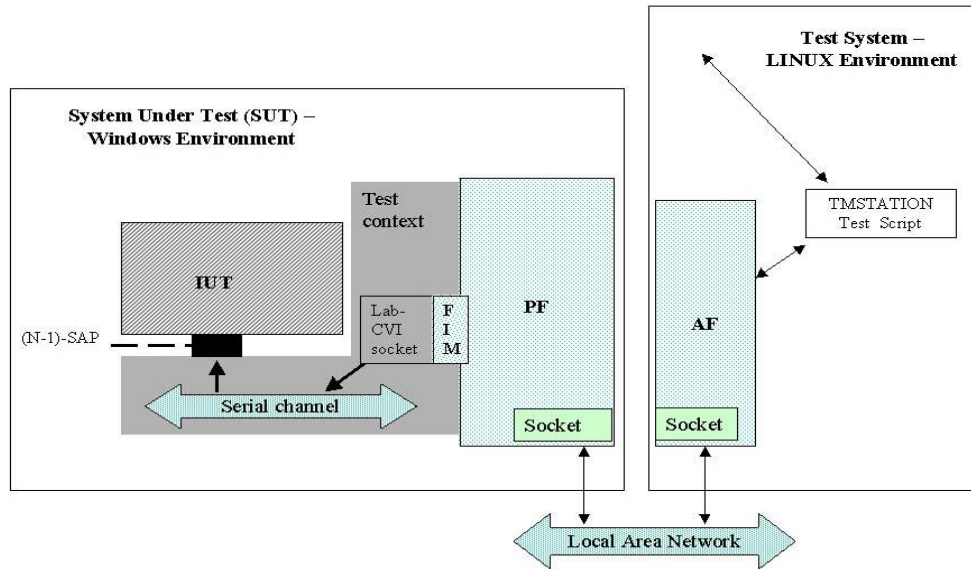 System Under Test (SUT) –
Windows Environment
Test
context
IUT
(N-1)-SAP
Lab-
CVI
socket
F
I
M
PF
Serial channel
Socket
Test System –
LINUX Environment
TMSTATION
Test Script
AF
Socket
Local Area Network